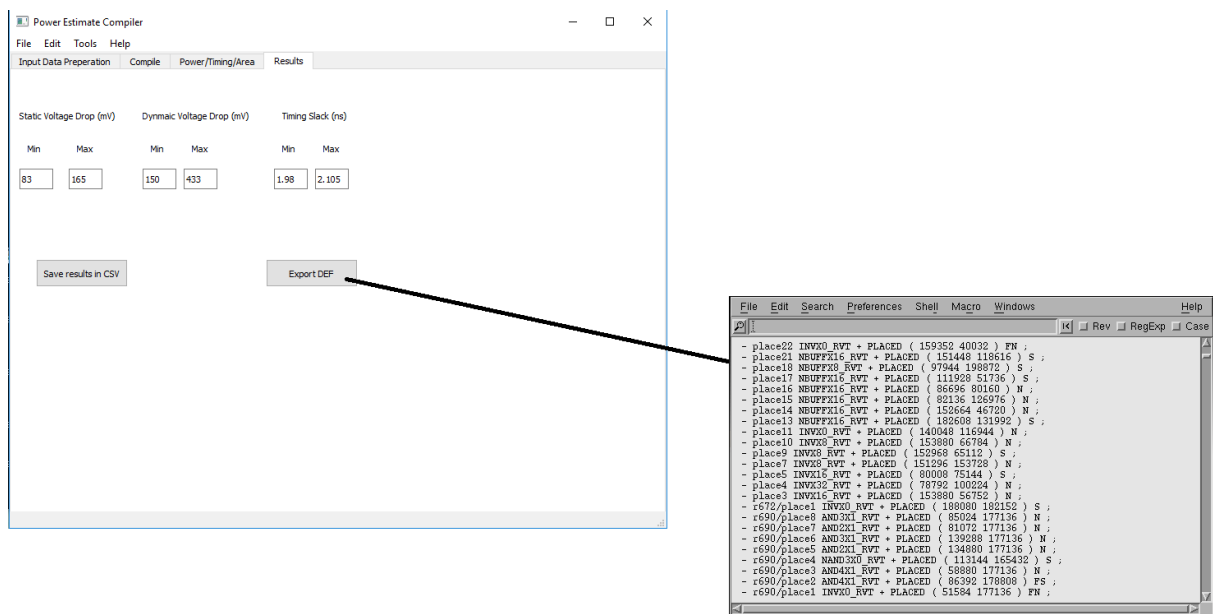 Power Estimate Compiler
File Edit Tools Help
Input Data Preperation Compile Power/Timing/Area Results
Static Voltage Drop (mV) Dynmaic Voltage Drop (mV) Timing Slack (ns)
Min Max Min Max Min Max
83 165 150 433 1.98 2.105
Save results in CSV Export DEF
File Edit Search Preferences Shell Macro Windows Help
Rev RegExp Case
- place22 INVX0_RVT + PLACED ( 159352 40032 ) FN ;
- place21 NBUFFX16_RVT + PLACED ( 151448 118616 ) S ;
- place18 NBUFFX8_RVT + PLACED ( 97944 198872 ) S ;
- place17 NBUFFX16_RVT + PLACED ( 111928 51736 ) S ;
- place16 NBUFFX16_RVT + PLACED ( 86696 80160 ) N ;
- place15 NBUFFX16_RVT + PLACED ( 82136 126976 ) N ;
- place14 NBUFFX16_RVT + PLACED ( 152664 46720 ) S ;
- place13 NBUFFX16_RVT + PLACED ( 182608 131992 ) S ;
- place11 INVX0_RVT + PLACED ( 140048 116944 ) N ;
- place10 INVX8_RVT + PLACED ( 153880 66784 ) N ;
- place9 INVX8_RVT + PLACED ( 152968 65112 ) S ;
- place7 INVX8_RVT + PLACED ( 151296 153728 ) N ;
- place5 INVX16_RVT + PLACED ( 80008 75144 ) S ;
- place4 INVX32_RVT + PLACED ( 78792 100224 ) N ;
- place3 INVX16_RVT + PLACED ( 153880 56752 ) N ;
- r672/place1 INVX0_RVT + PLACED ( 188080 182152 ) S ;
- r690/place8 AND3X1_RVT + PLACED ( 85024 177136 ) N ;
- r690/place7 AND2X1_RVT + PLACED ( 81072 177136 ) N ;
- r690/place6 AND3X1_RVT + PLACED ( 139288 177136 ) N ;
- r690/place5 AND2X1_RVT + PLACED ( 134880 177136 ) N ;
- r690/place4 NAND3X0_RVT + PLACED ( 113144 165432 ) S ;
- r690/place3 AND4X1_RVT + PLACED ( 58880 177136 ) N ;
- r690/place2 AND4X1_RVT + PLACED ( 86392 178808 ) FS ;
- r690/place1 INVX0_RVT + PLACED ( 51584 177136 ) FN ;